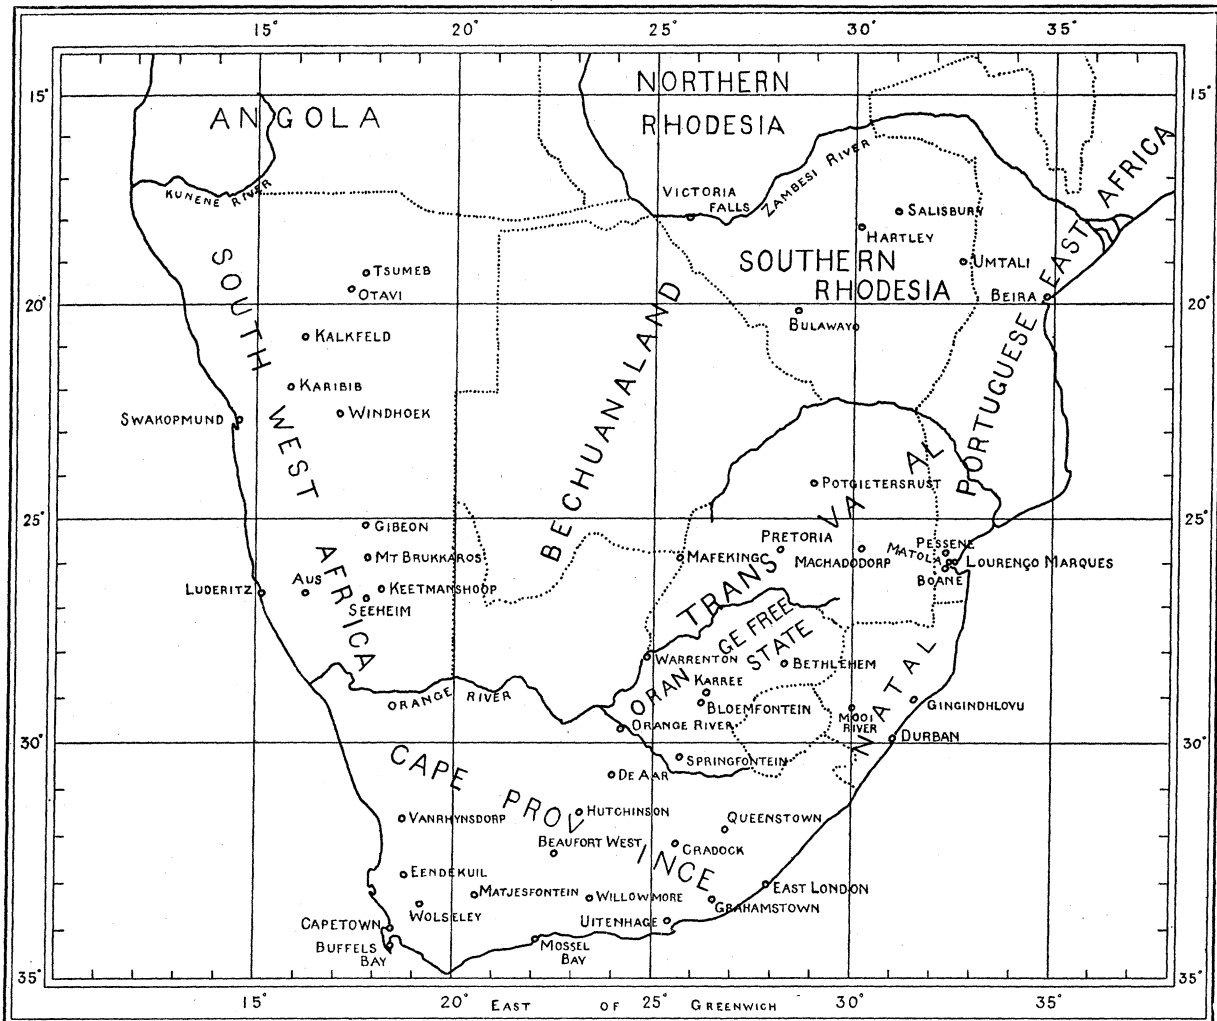 15° 20° 25° 30° 35°
15° 15°
NORTHERN
RHODESIA
ANGOLA
KUNENE RIVER
VICTORIA
FALLS
ZAMBESI RIVER
SALISBURY
HARTLEY
UMTALI
SOUTHERN
RHODESIA
BEIRA
PORTUGUESE EAST AFRICA
TSUMEB
OTAVI
20° 20°
BULAWAYO
KALKFELD
KARIBIB
WINDHOEK
SWAKOPMUND
SOUTH WEST AFRICA
BECHUANALAND
POTGIETERSRUST
TRANSVAAL
25° 25°
GIBEON
MT BRUKKAROS
AUS
KEETMANSHOOP
SEEHEIM
LUDERITZ
MAFEKING
PRETORIA
MACHADODORP
PESSENE
MATOLA
BOANE
LOURENÇO MARQUES
ORANGE FREE
STATE
WARRENTON
BETHLEHEM
KARREE
BLOEMFONTEIN
ORANGE RIVER
ORANGE RIVER
MOOI
RIVER
NATAL
GINGINDHLOVU
DURBAN
30° 30°
SPRINGFONTEIN
DE AAR
CAPE PROVINCE
VANRHYNSDORP
HUTCHINSON
QUEENSTOWN
BEAUFORT WEST
CRADOCK
EENDEKUIL
MATJESFONTEIN
WILLOWMORE
EAST LONDON
GRAHAMSTOWN
WOLSELEY
UITENHAGE
CAPETOWN
BUFFELS
BAY
MOSSEL
BAY
35° 35°
15° 20° 25° 30° 35°
EAST OF GREENWICH